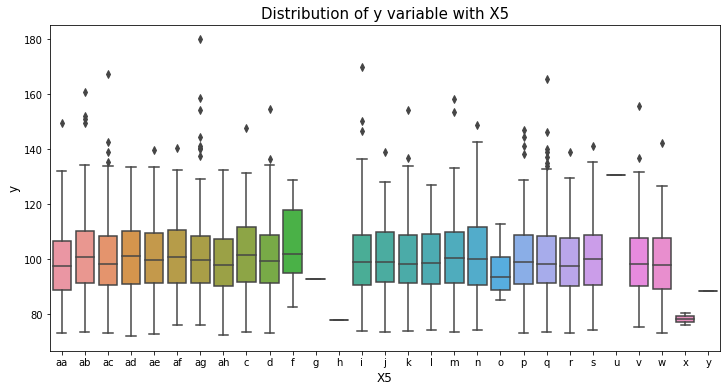 Distribution of y variable with X5
180
160
140
120
100
80
y
aa ab ac ad ae af ag ah c d f g h i j k l m n o p q r s u v w x y
X5